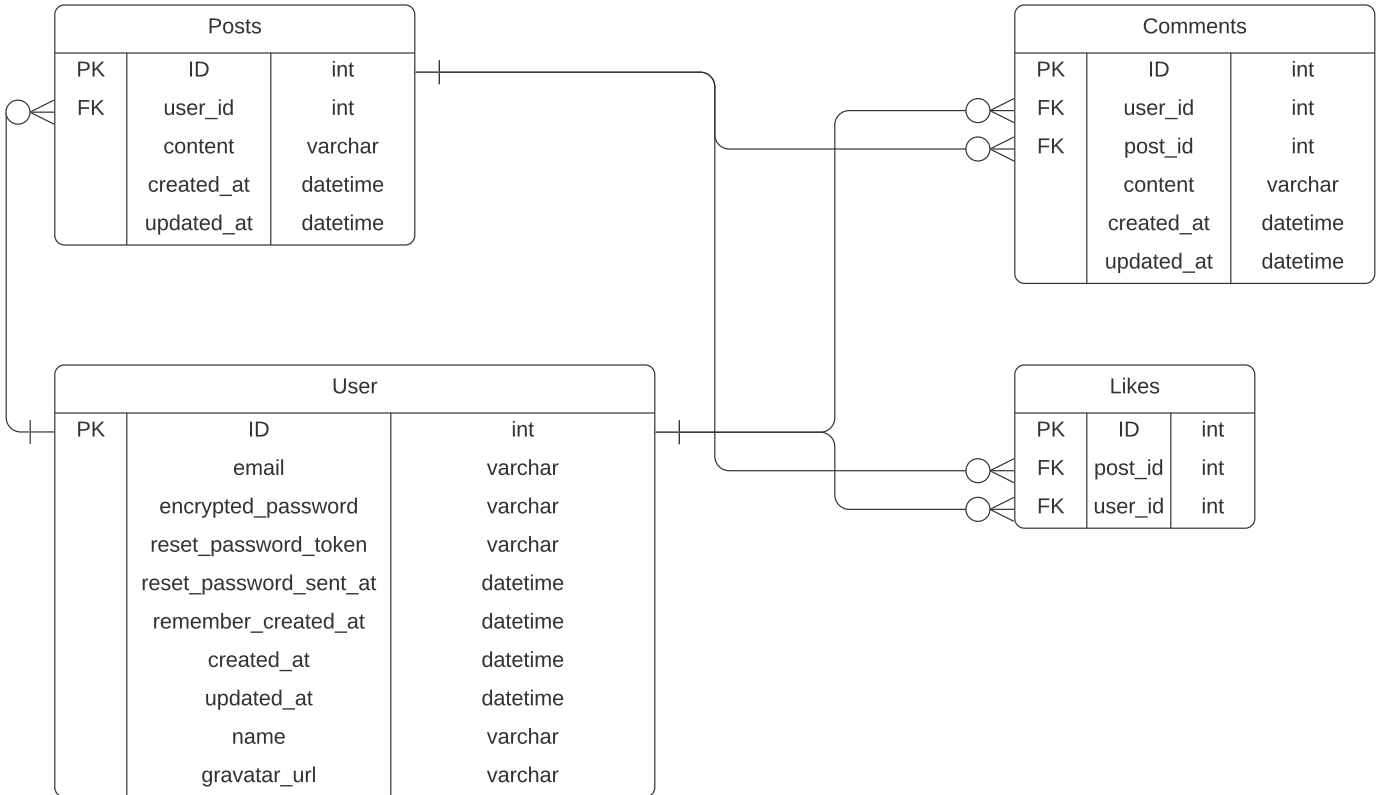 Posts
PK ID int
FK user_id int
content varchar
created_at datetime
updated_at datetime
Comments
PK ID int
FK user_id int
FK post_id int
content varchar
created_at datetime
updated_at datetime
User
PK ID int
email varchar
encrypted_password varchar
reset_password_token varchar
reset_password_sent_at datetime
remember_created_at datetime
created_at datetime
updated_at datetime
name varchar
gravatar_url varchar
Likes
PK ID int
FK post_id int
FK user_id int